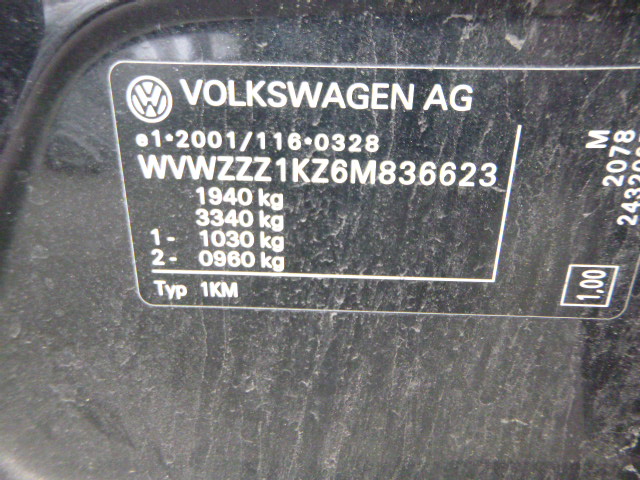 VOLKSWAGEN AG
e1*2001/116*0328
WVWZZZ1KZ6M836623
1940 kg
3340 kg
1 - 1030 kg
2 - 0960 kg
Typ 1KM
M
2078
1,00